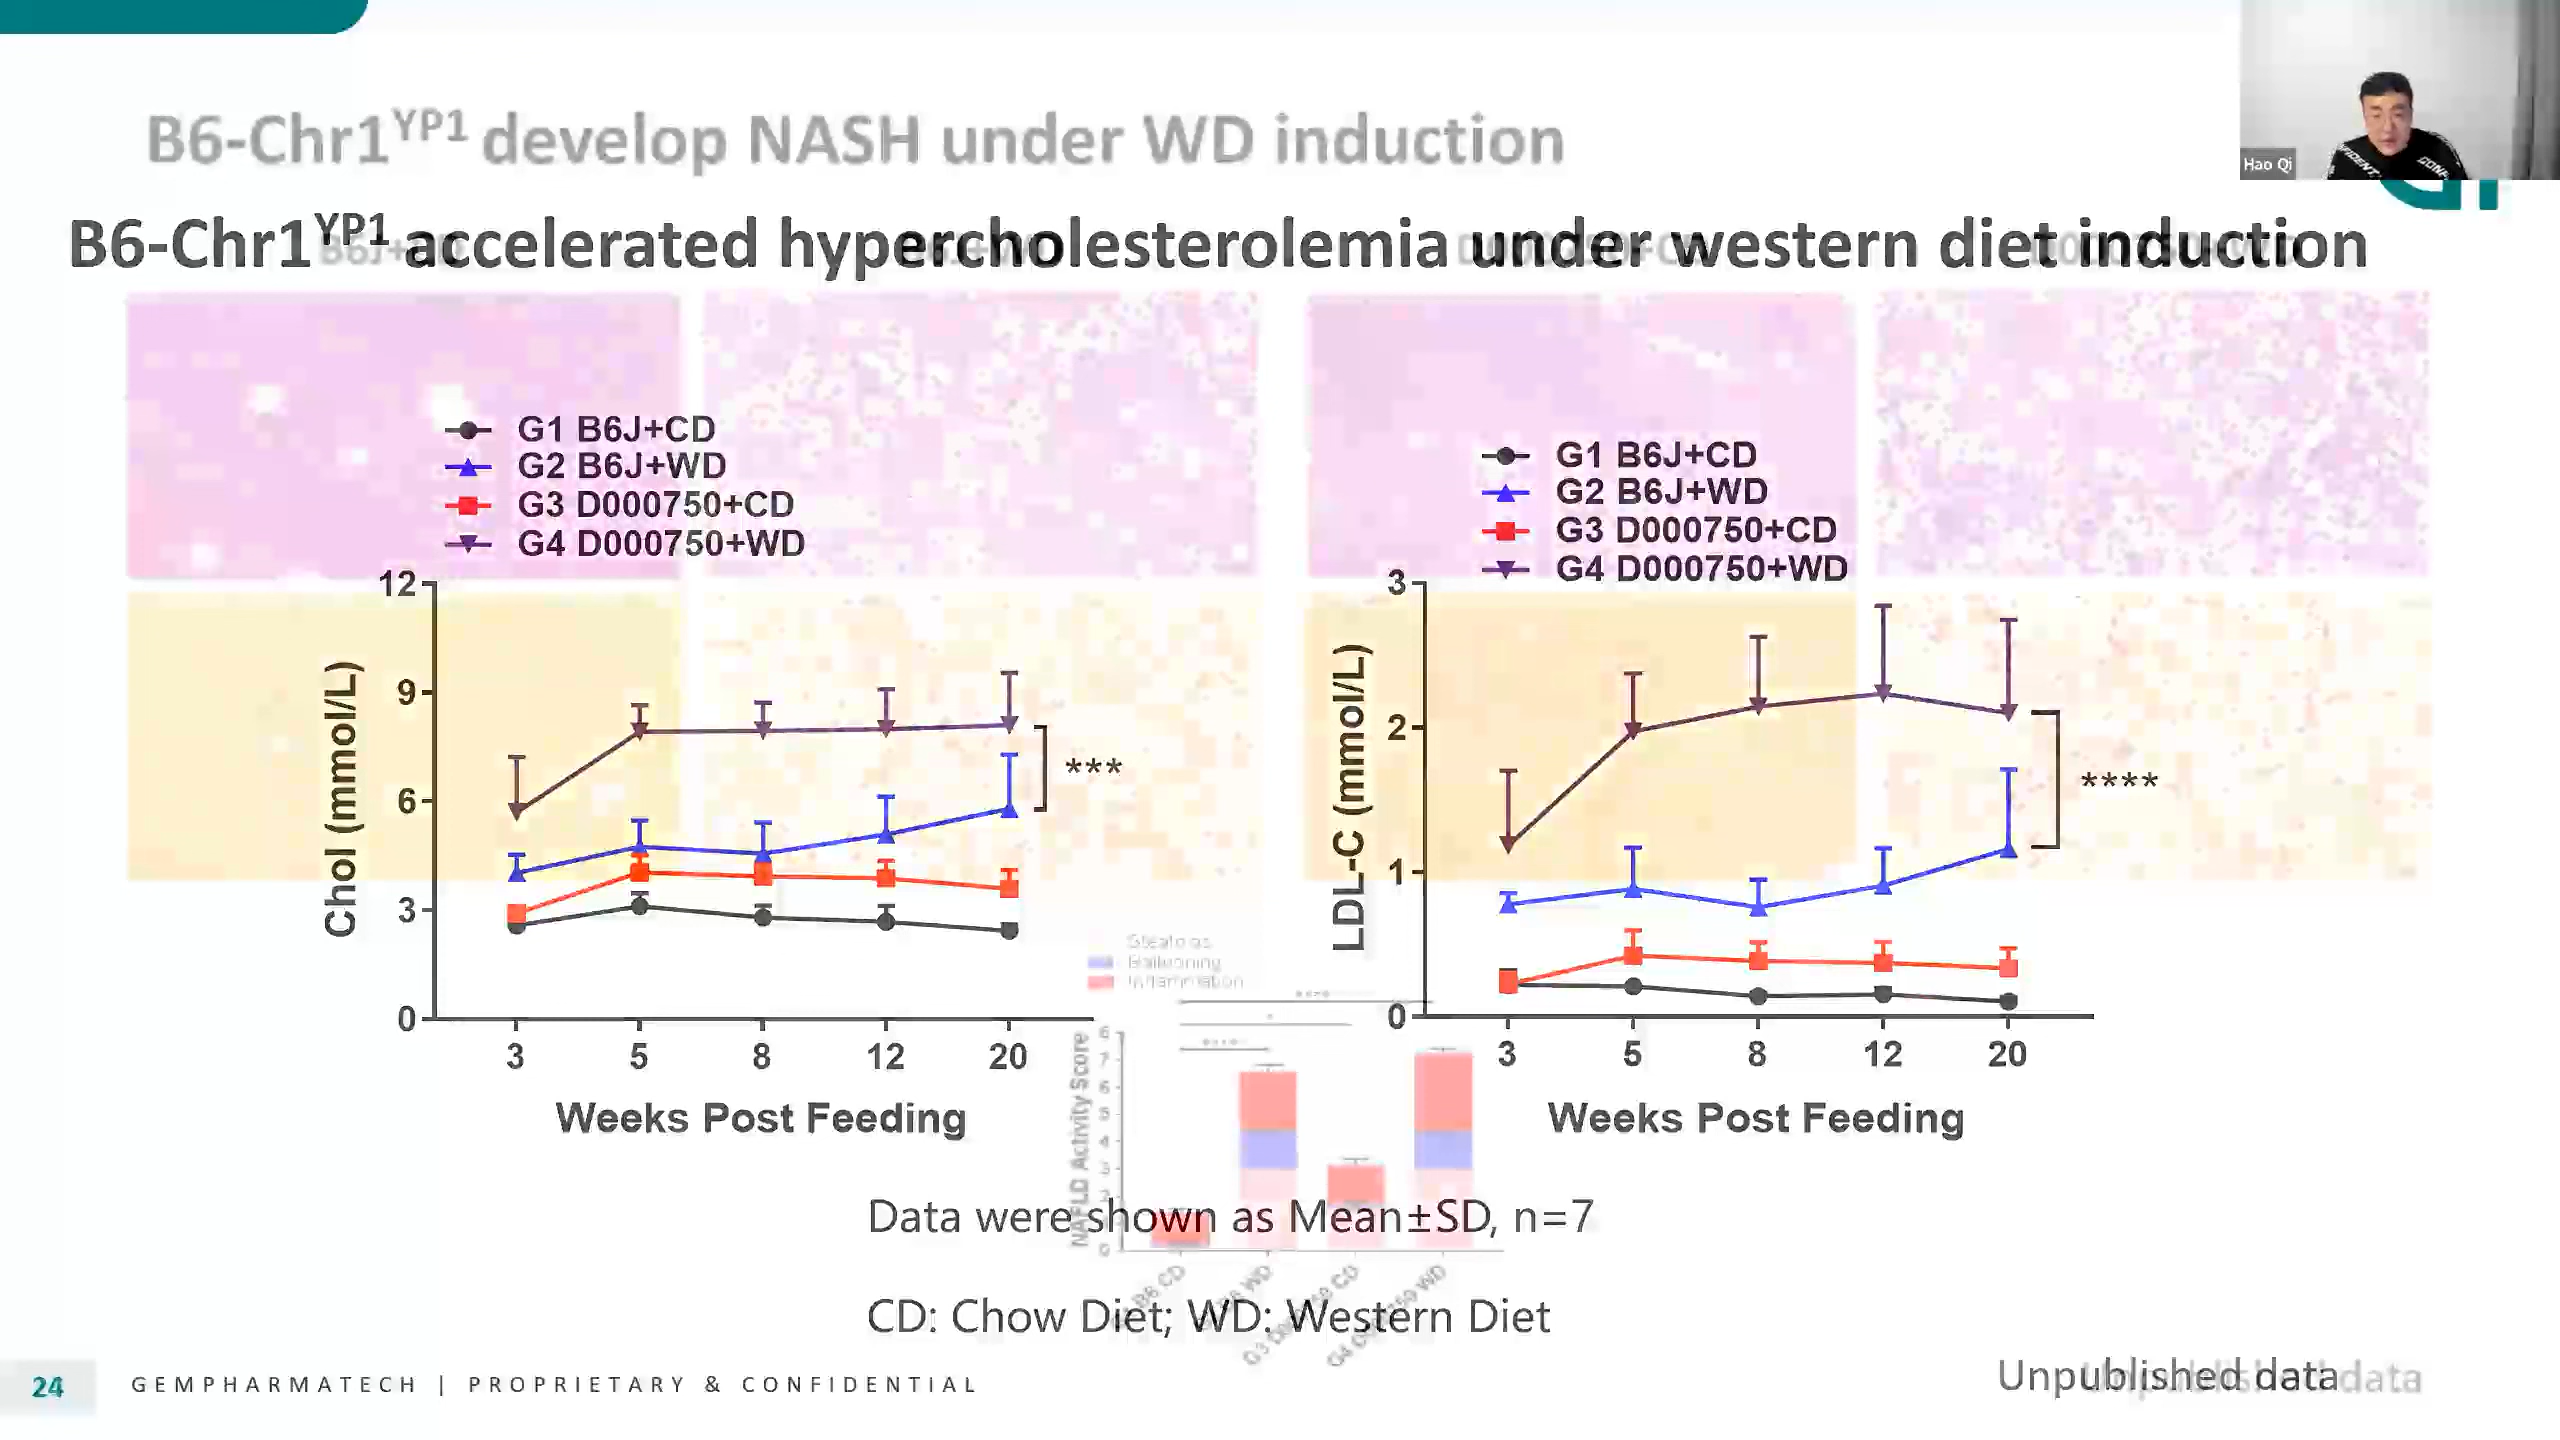 Hao Qi
B6-Chr1YP1 develop NASH under WD induction
B6-Chr1YP1 accelerated hypercholesterolemia under western diet induction
G1 B6J+CD
G2 B6J+WD
G3 D000750+CD
G4 D000750+WD
12
9
6
3
0
Chol (mmol/L)
***
3
5
8
12
20
Weeks Post Feeding
G1 B6J+CD
G2 B6J+WD
G3 D000750+CD
G4 D000750+WD
3
2
1
0
LDL-C (mmol/L)
****
3
5
8
12
20
Weeks Post Feeding
Ballooning
Inflammation
NAFLD Activity Score
Data were shown as Mean±SD, n=7
CD: Chow Diet; WD: Western Diet
24
GEMPHARMATECH | PROPRIETARY & CONFIDENTIAL
Unpublished data